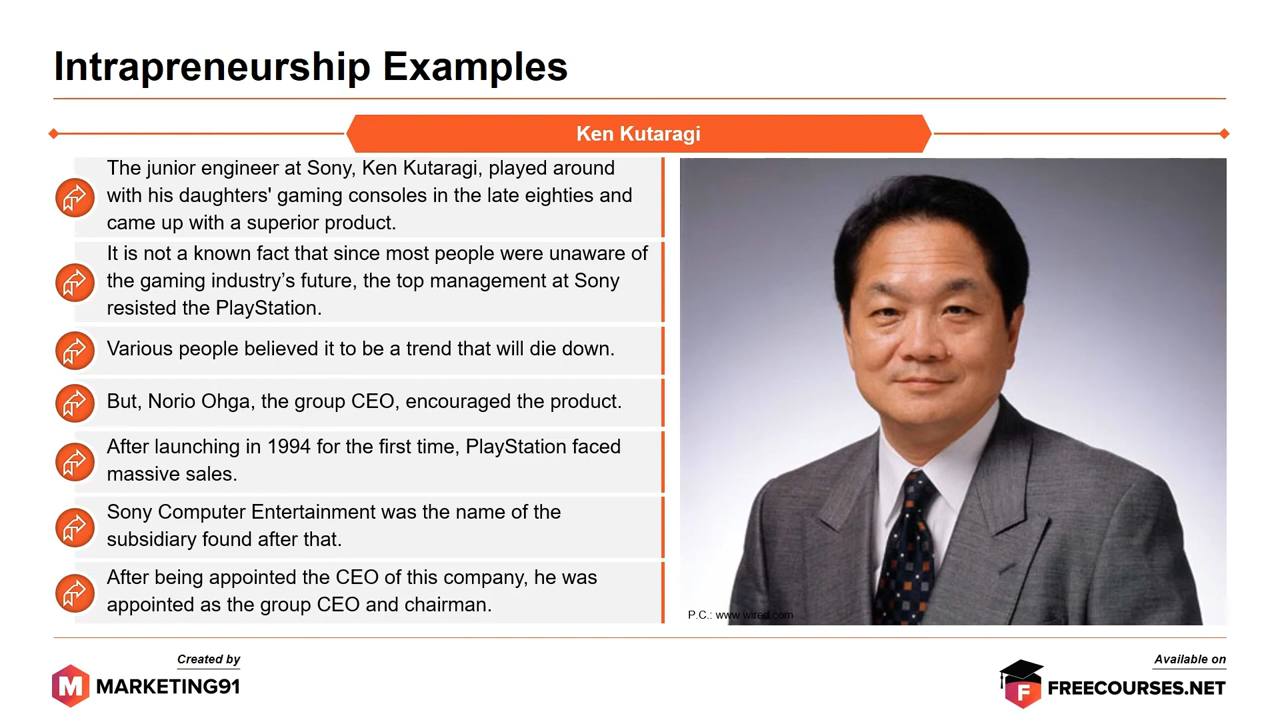 Intrapreneurship Examples
Ken Kutaragi
The junior engineer at Sony, Ken Kutaragi, played around
with his daughters' gaming consoles in the late eighties and
came up with a superior product.
It is not a known fact that since most people were unaware of
the gaming industry’s future, the top management at Sony
resisted the PlayStation.
Various people believed it to be a trend that will die down.
But, Norio Ohga, the group CEO, encouraged the product.
After launching in 1994 for the first time, PlayStation faced
massive sales.
Sony Computer Entertainment was the name of the
subsidiary found after that.
After being appointed the CEO of this company, he was
appointed as the group CEO and chairman.
P.C.: www.wired.com
Created by
M MARKETING91
Available on
F FREECOURSES.NET